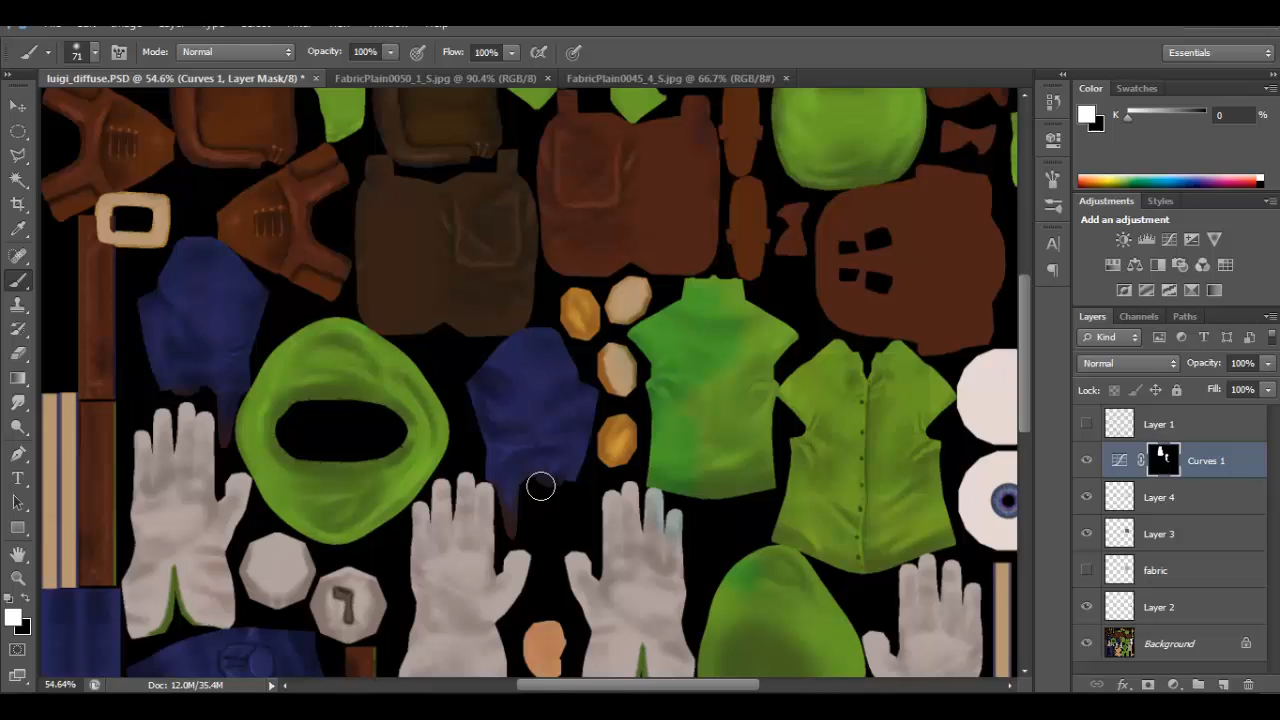 71
Mode: Normal
Opacity: 100%
Flow: 100%
Essentials
luigi_diffuse.PSD @ 54.6% (Curves 1, Layer Mask/8) * ×
FabricPlain0050_1_S.jpg @ 90.4% (RGB/8) ×
FabricPlain0045_4_S.jpg @ 66.7% (RGB/8#) ×
Color Swatches
K 0 %
Adjustments Styles
Add an adjustment
Layers Channels Paths
Kind
Normal Opacity: 100%
Lock: Fill: 100%
Layer 1
Curves 1
Layer 4
Layer 3
fabric
Layer 2
Background
54.64% Doc: 12.0M/35.4M